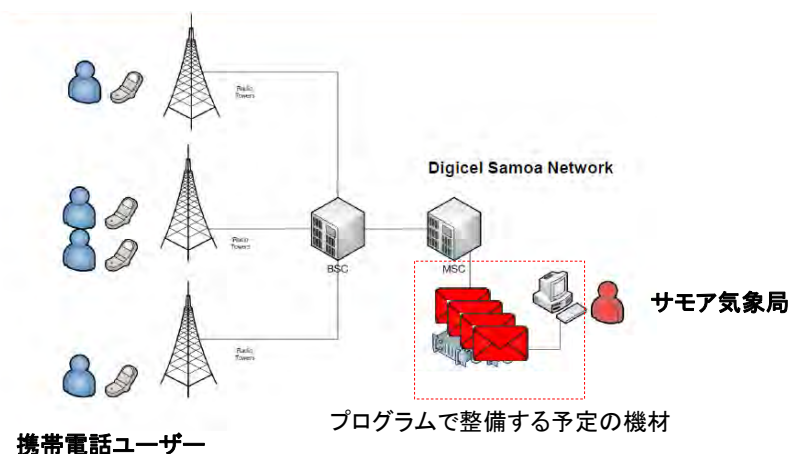 Radio
Towers
Digicel Samoa Network
Radio
Towers
BSC
MSC
サモア気象局
Radio
Towers
プログラムで整備する予定の機材
携帯電話ユーザー